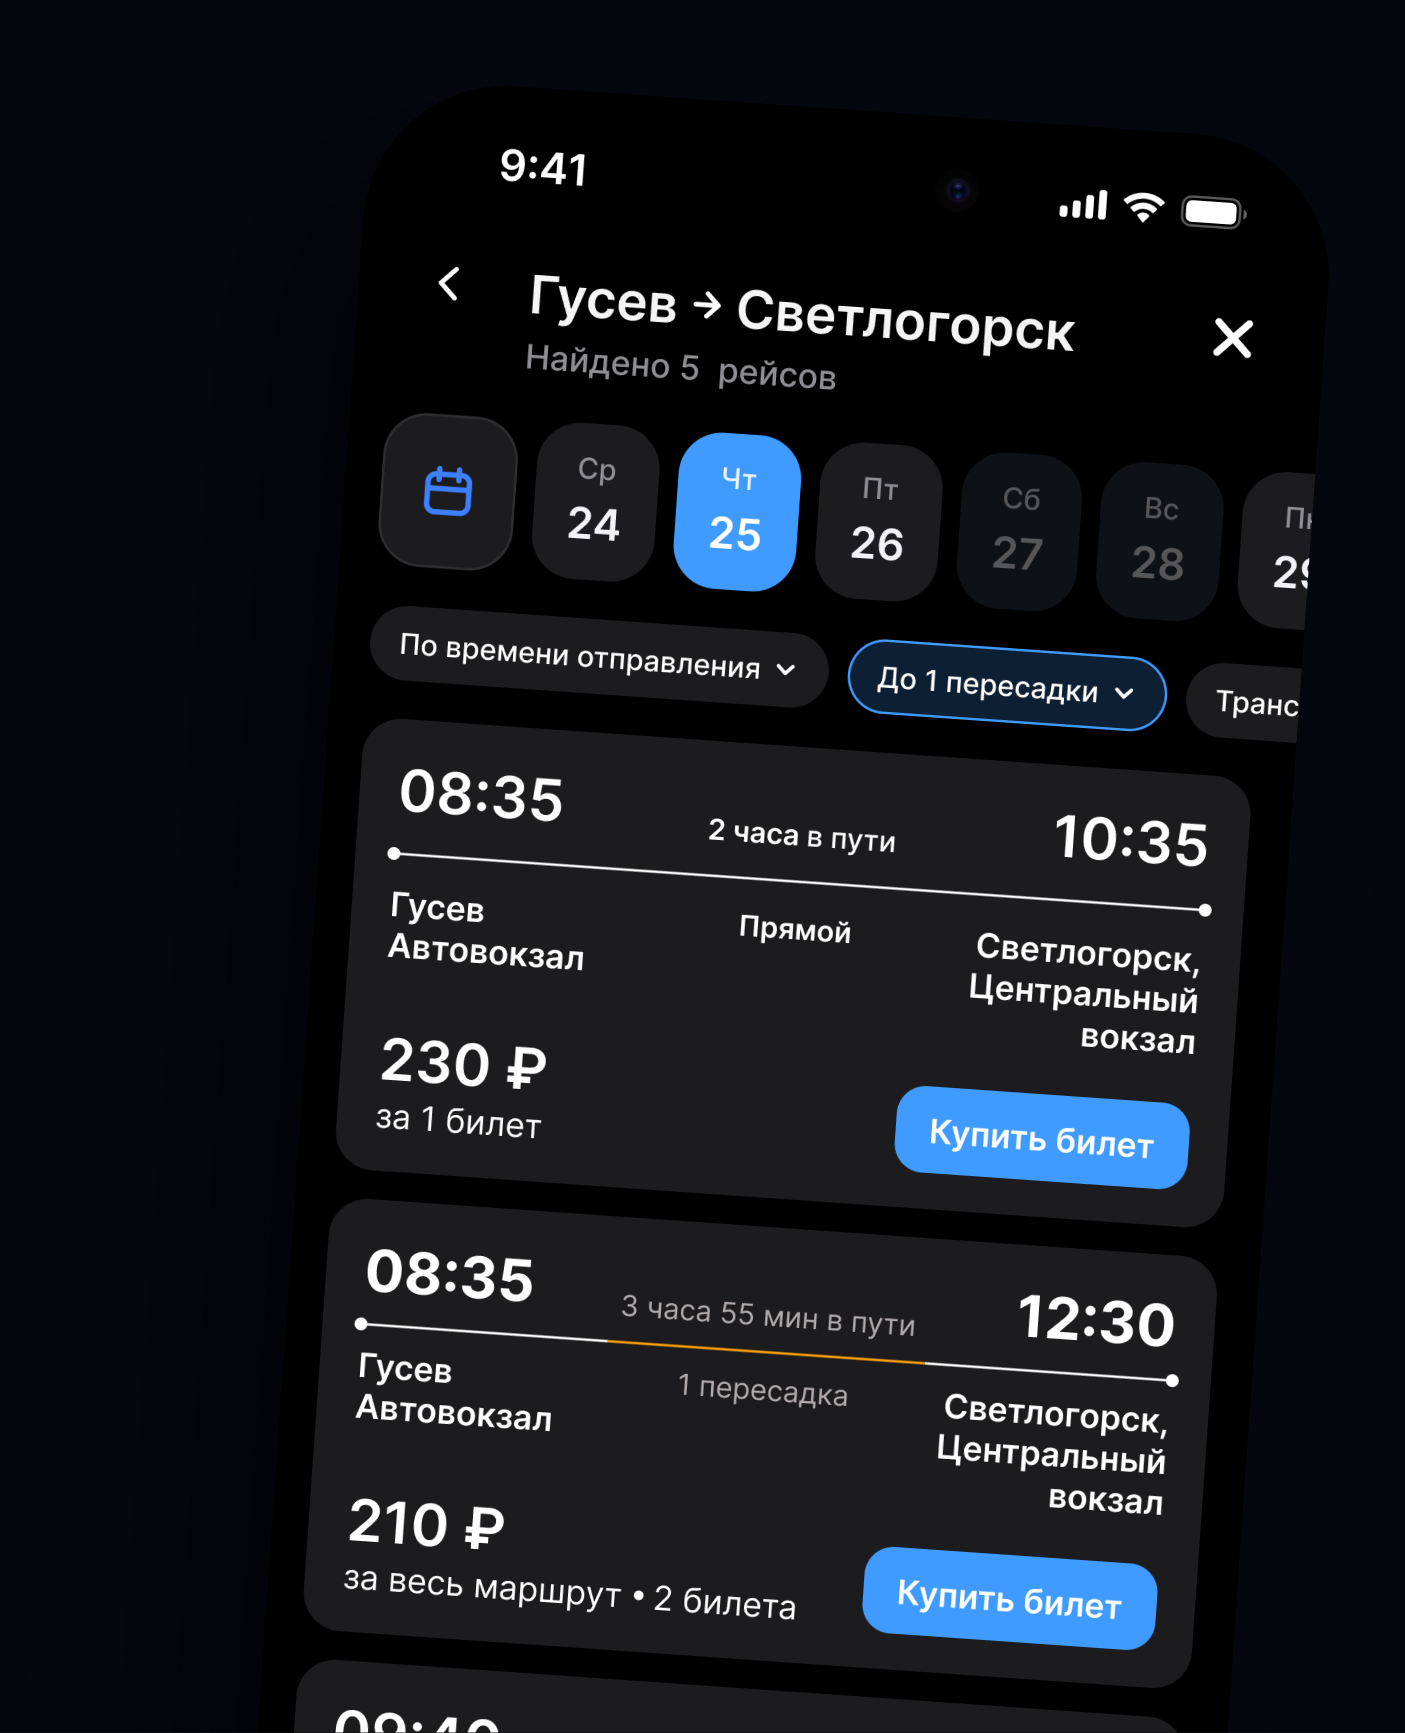 9:41
Гусев → Светлогорск
Найдено 5 рейсов
Ср
24
Чт
25
Пт
26
Сб
27
Вс
28
29
По времени отправления
До 1 пересадки
08:35
2 часа в пути
10:35
Гусев
Автовокзал
Прямой
Светлогорск,
Центральный
вокзал
230 ₽
за 1 билет
Купить билет
08:35
3 часа 55 мин в пути
12:30
Гусев
Автовокзал
1 пересадка
Светлогорск,
Центральный
вокзал
210 ₽
за весь маршрут • 2 билета
Купить билет